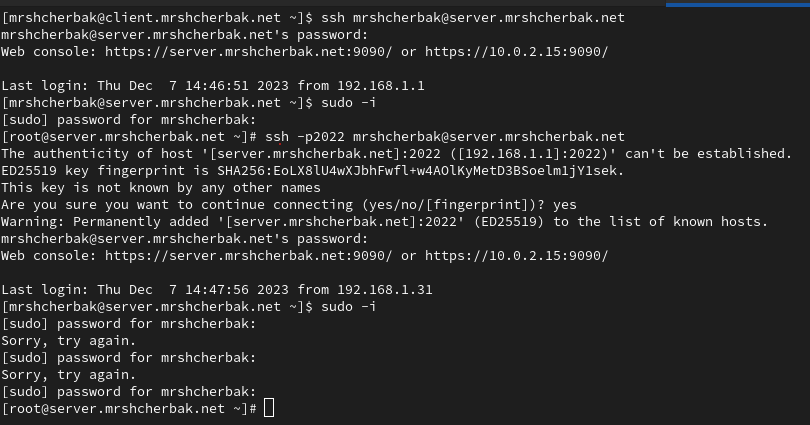 [mrshcherbak@client.mrshcherbak.net ~]$ ssh mrshcherbak@server.mrshcherbak.net
mrshcherbak@server.mrshcherbak.net's password:
Web console: https://server.mrshcherbak.net:9090/ or https://10.0.2.15:9090/

Last login: Thu Dec  7 14:46:51 2023 from 192.168.1.1
[mrshcherbak@server.mrshcherbak.net ~]$ sudo -i
[sudo] password for mrshcherbak:
[root@server.mrshcherbak.net ~]# ssh -p2022 mrshcherbak@server.mrshcherbak.net
The authenticity of host '[server.mrshcherbak.net]:2022 ([192.168.1.1]:2022)' can't be established.
ED25519 key fingerprint is SHA256:EoLX8lU4wXJbhFwfl+w4AOlKyMetD3BSoelm1jY1sek.
This key is not known by any other names
Are you sure you want to continue connecting (yes/no/[fingerprint])? yes
Warning: Permanently added '[server.mrshcherbak.net]:2022' (ED25519) to the list of known hosts.
mrshcherbak@server.mrshcherbak.net's password:
Web console: https://server.mrshcherbak.net:9090/ or https://10.0.2.15:9090/

Last login: Thu Dec  7 14:47:56 2023 from 192.168.1.31
[mrshcherbak@server.mrshcherbak.net ~]$ sudo -i
[sudo] password for mrshcherbak:
Sorry, try again.
[sudo] password for mrshcherbak:
Sorry, try again.
[sudo] password for mrshcherbak:
[root@server.mrshcherbak.net ~]#